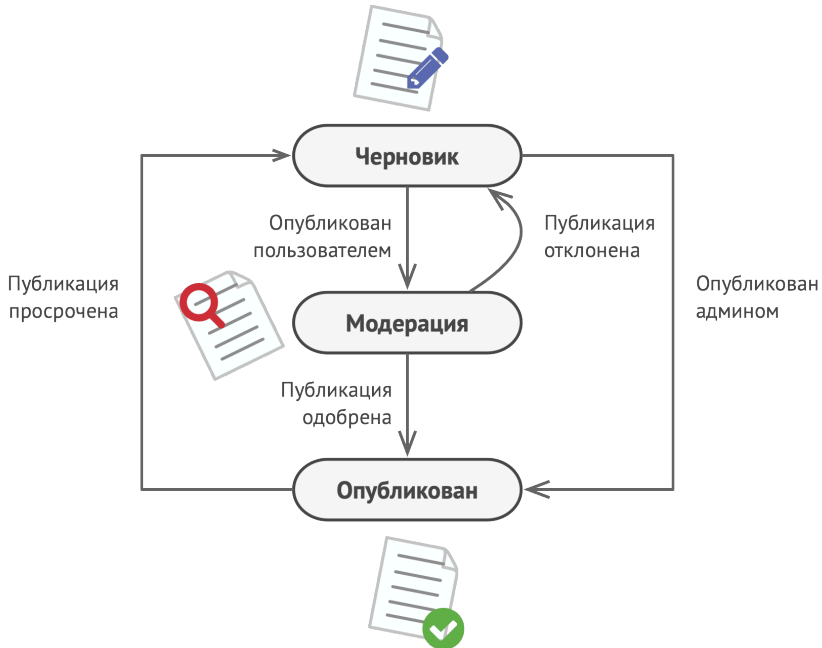 Черновик
Опубликован
пользователем
Публикация
отклонена
Публикация
просрочена
Опубликован
админом
Модерация
Публикация
одобрена
Опубликован